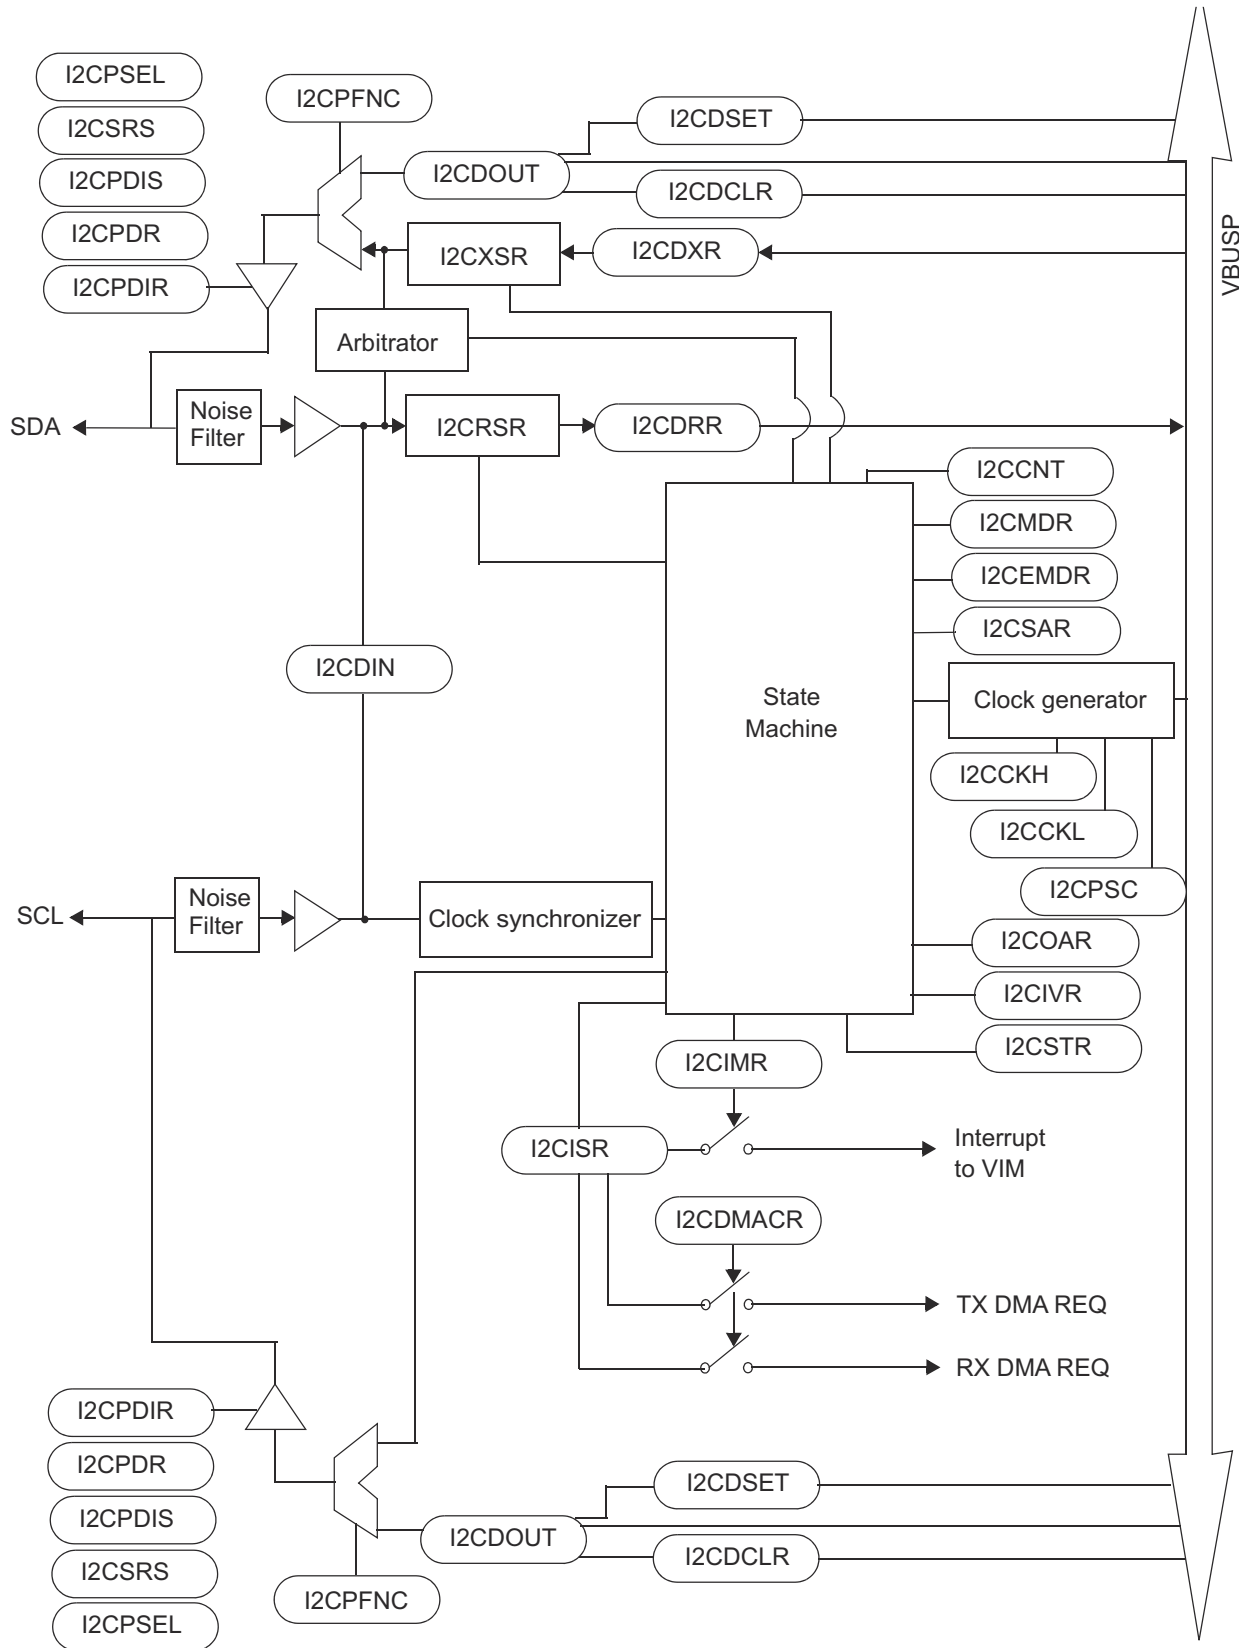 I2CPSEL
I2CPFNC
I2CSRS
I2CDSET
I2CPDIS
I2CDOUT
I2CDCLR
I2CPDR
I2CXSR
I2CDXR
VBUSP
I2CPDIR
Arbitrator
SDA
Noise
Filter
I2CRSR
I2CDRR
I2CCNT
I2CMDR
I2CEMDR
I2CSAR
I2CDIN
State
Machine
Clock generator
I2CCKH
I2CCKL
I2CPSC
SCL
Noise
Filter
Clock synchronizer
I2COAR
I2CIVR
I2CSTR
I2CIMR
I2CISR
Interrupt
to VIM
I2CDMACR
TX DMA REQ
RX DMA REQ
I2CPDIR
I2CPDR
I2CDSET
I2CPDIS
I2CDOUT
I2CDCLR
I2CSRS
I2CPFNC
I2CPSEL